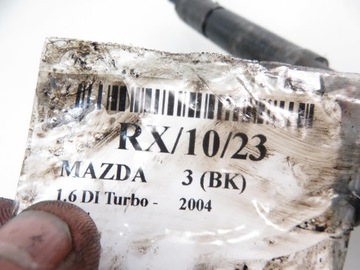 RX/10/23
MAZDA 3 (BK)
1.6 DI Turbo - 2004